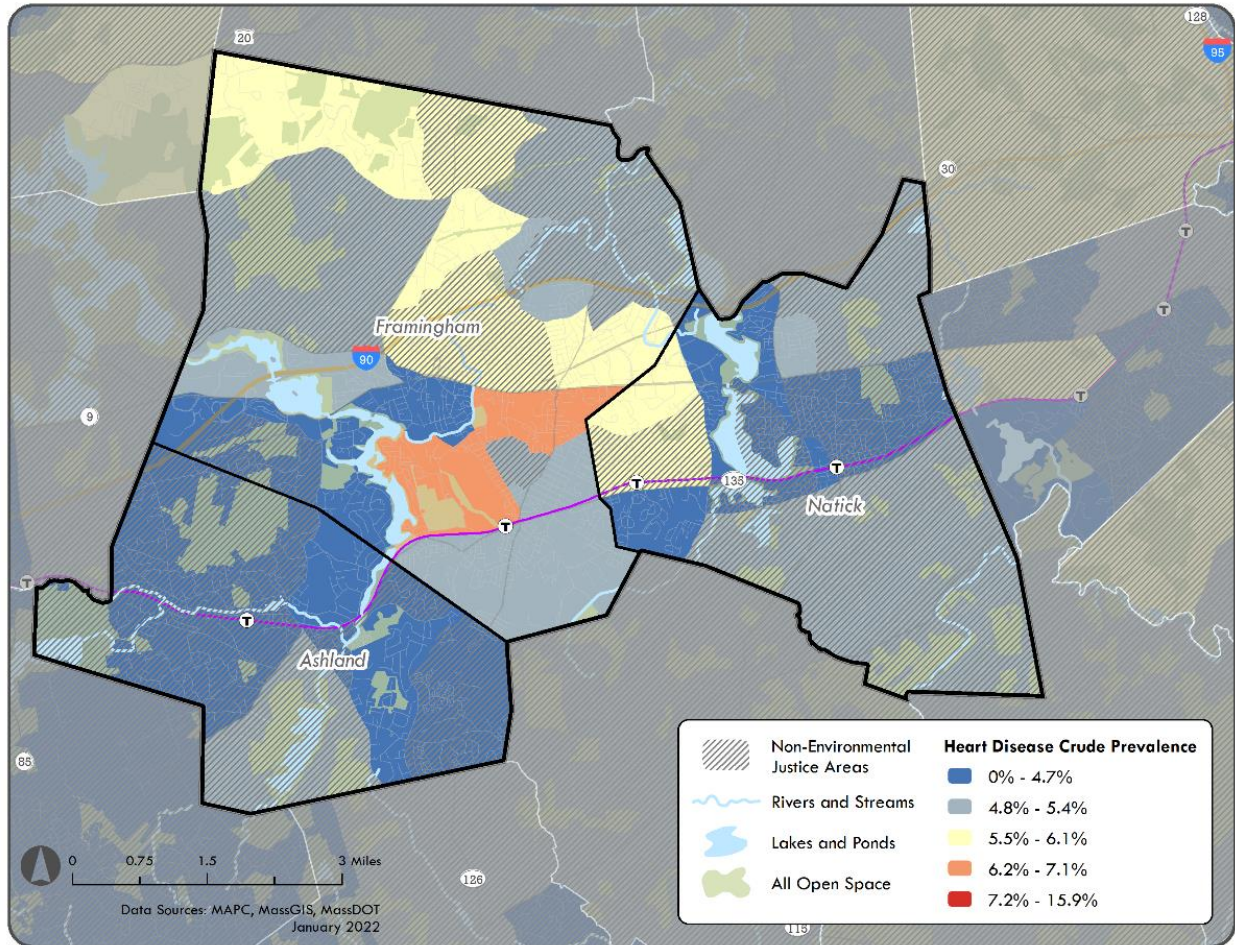 128
95
20
30
Framingham
90
9
135
Natick
Ashland
85
126
115
Non-Environmental
Justice Areas
Rivers and Streams
Lakes and Ponds
All Open Space
Heart Disease Crude Prevalence
0% - 4.7%
4.8% - 5.4%
5.5% - 6.1%
6.2% - 7.1%
7.2% - 15.9%
0 0.75 1.5 3 Miles
Data Sources: MAPC, MassGIS, MassDOT
January 2022
T
T
T
T
T
T
T
T